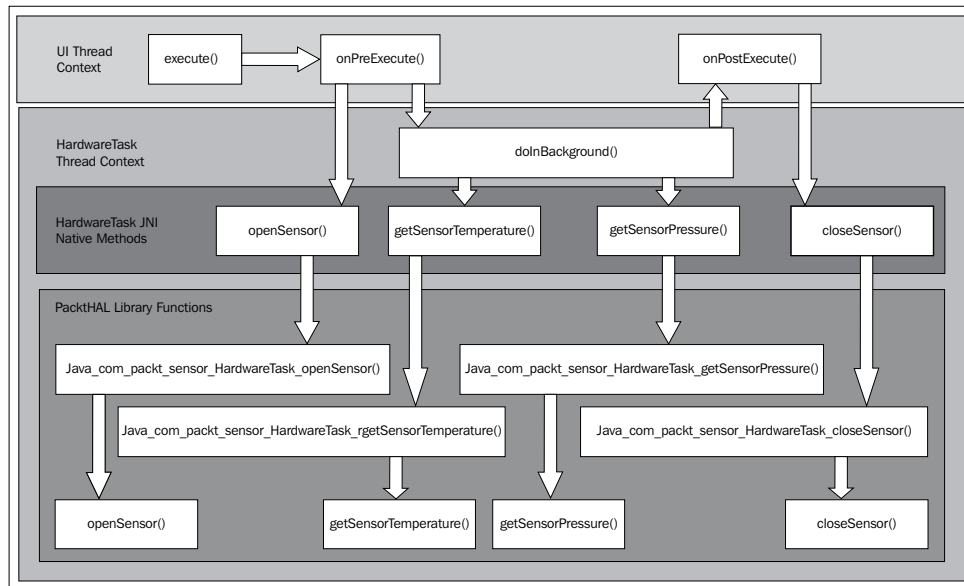 UI Thread
Context
execute()
onPreExecute()
onPostExecute()
HardwareTask
Thread Context
doInBackground()
HardwareTask JNI
Native Methods
openSensor()
getSensorTemperature()
getSensorPressure()
closeSensor()
PacktHAL Library Functions
Java_com_packt_sensor_HardwareTask_openSensor()
Java_com_packt_sensor_HardwareTask_getSensorPressure()
Java_com_packt_sensor_HardwareTask_rgetSensorTemperature()
Java_com_packt_sensor_HardwareTask_closeSensor()
openSensor()
getSensorTemperature()
getSensorPressure()
closeSensor()